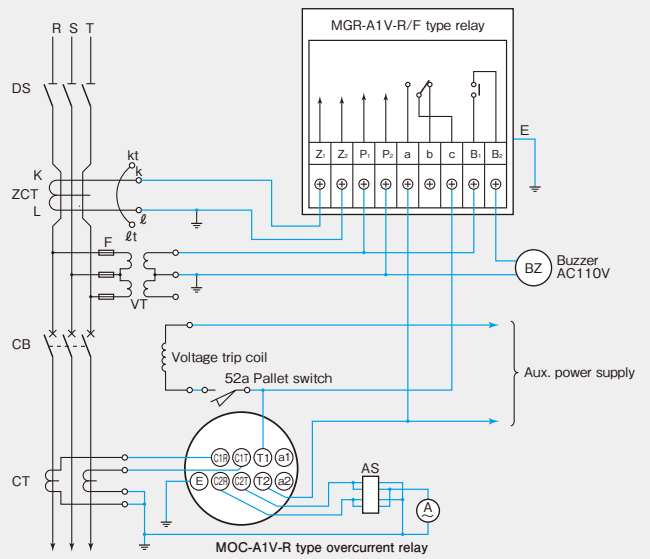 R S T
MGR-A1V-R/F type relay
DS
E
Z₁ Z₂ P₁ P₂ a b c B₁ B₂
kt
K k
ZCT
L ℓ
ℓt
F
BZ Buzzer
AC110V
VT
CB
Voltage trip coil
52a Pallet switch
Aux. power supply
C1R C1T T1 a1
AS
CT
E C2R C2T T2 a2
A
MOC-A1V-R type overcurrent relay